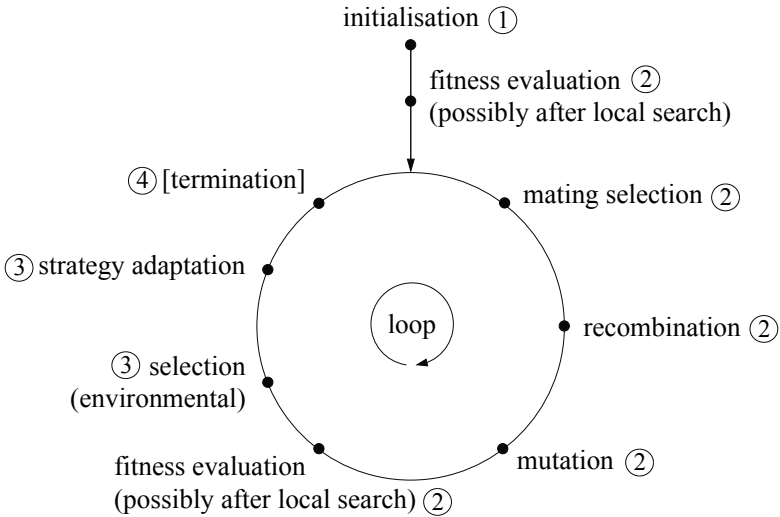 initialisation ①
fitness evaluation ②
(possibly after local search)
④ [termination]
mating selection ②
③ strategy adaptation
loop
recombination ②
③ selection
(environmental)
mutation ②
fitness evaluation
(possibly after local search) ②